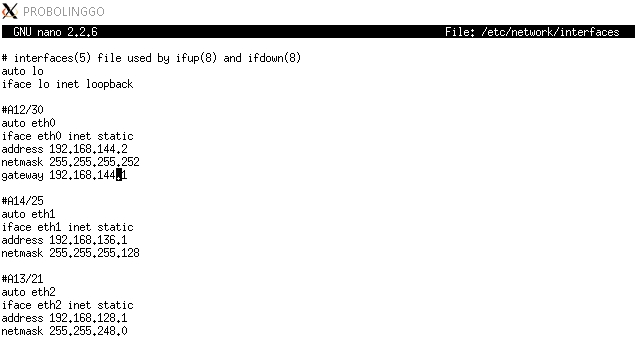 PROBOLINGGO
GNU nano 2.2.6 File: /etc/network/interfaces
# interfaces(5) file used by ifup(8) and ifdown(8)
auto lo
iface lo inet loopback
#A12/30
auto eth0
iface eth0 inet static
address 192.168.144.2
netmask 255.255.255.252
gateway 192.168.144.1
#A14/25
auto eth1
iface eth1 inet static
address 192.168.136.1
netmask 255.255.255.128
#A13/21
auto eth2
iface eth2 inet static
address 192.168.128.1
netmask 255.255.248.0